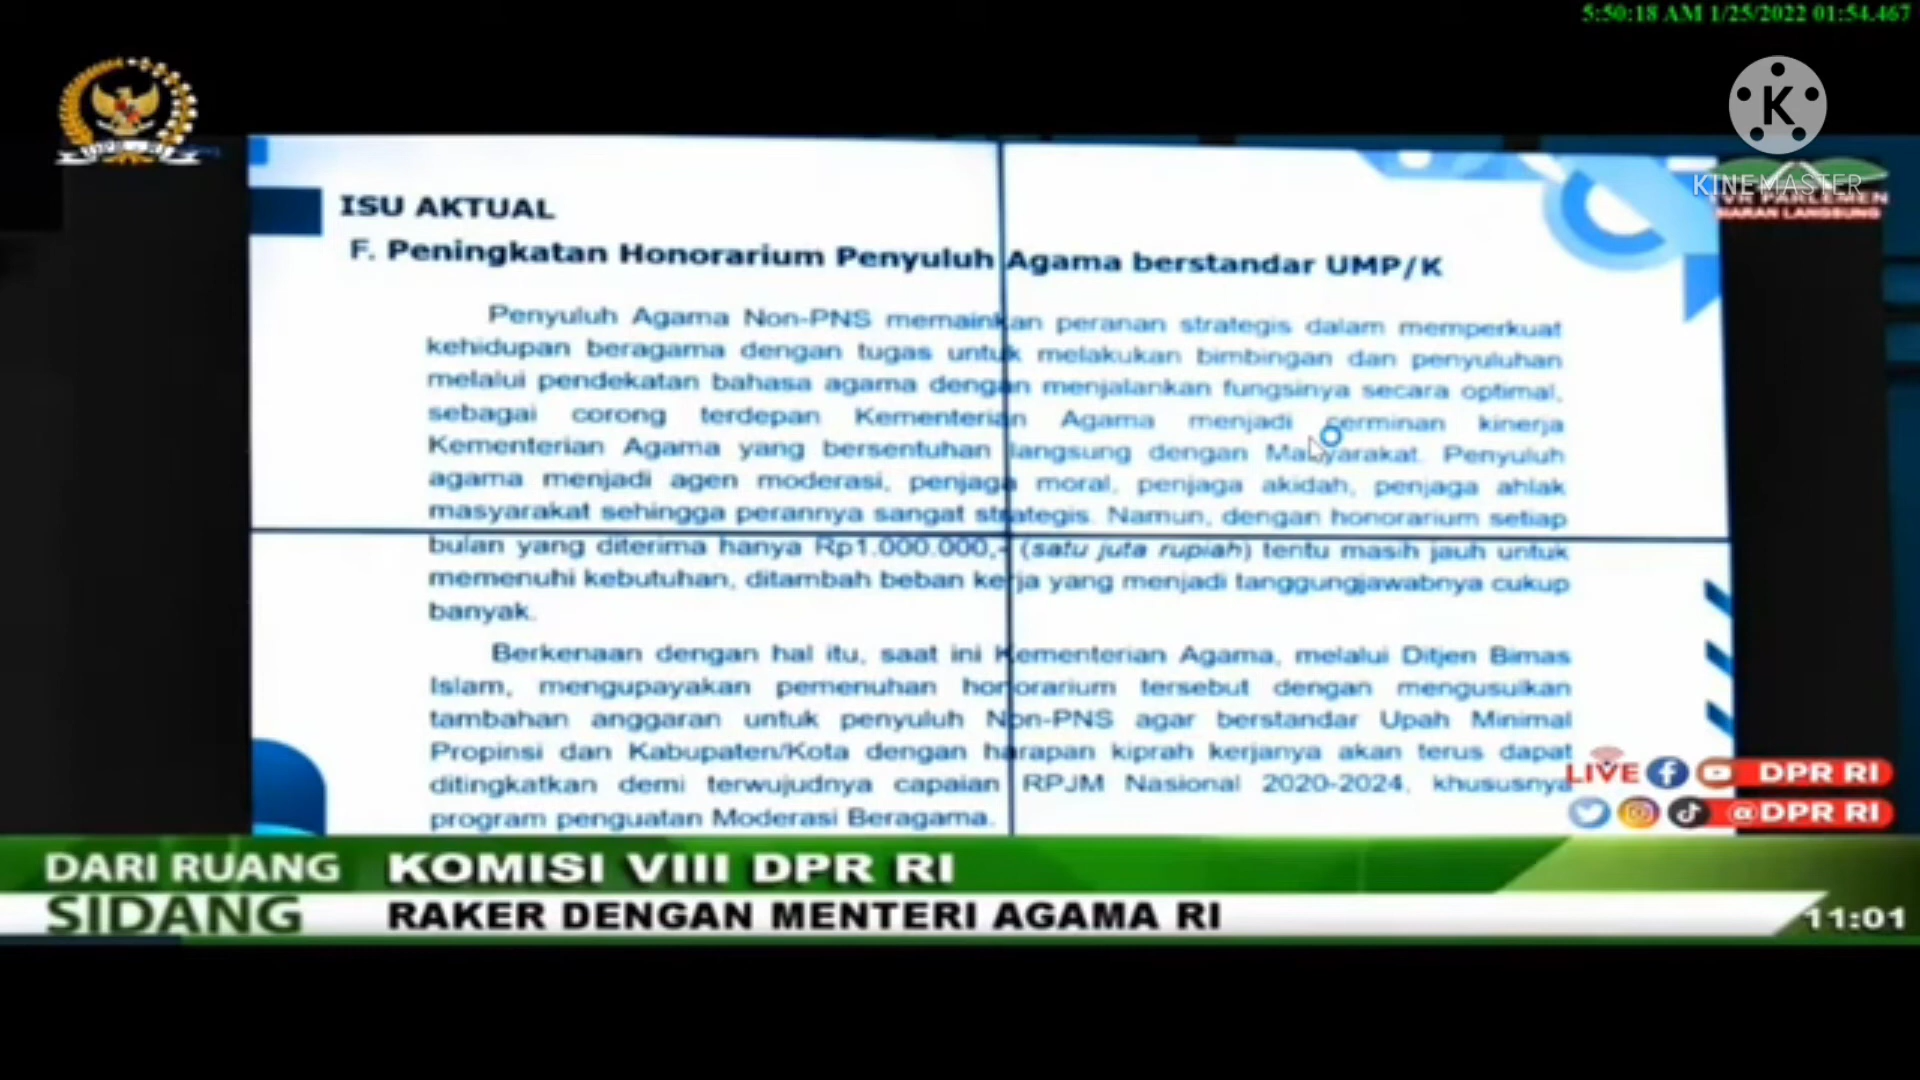 5:50:18 AM 1/25/2022 01:54.467
K
KINEMASTER
TVR PARLEMEN
SIARAN LANGSUNG
ISU AKTUAL
F. Peningkatan Honorarium Penyuluh Agama berstandar UMP/K
Penyuluh Agama Non-PNS memainkan peranan strategis dalam memperkuat
kehidupan beragama dengan tugas untuk melakukan bimbingan dan penyuluhan
melalui pendekatan bahasa agama dengan menjalankan fungsinya secara optimal,
sebagai corong terdepan Kementerian Agama menjadi cerminan kinerja
Kementerian Agama yang bersentuhan langsung dengan Masyarakat. Penyuluh
agama menjadi agen moderasi, penjaga moral, penjaga akidah, penjaga ahlak
masyarakat sehingga perannya sangat strategis. Namun, dengan honorarium setiap
bulan yang diterima hanya Rp1.000.000,- (satu juta rupiah) tentu masih jauh untuk
memenuhi kebutuhan, ditambah beban kerja yang menjadi tanggungjawabnya cukup
banyak.
Berkenaan dengan hal itu, saat ini Kementerian Agama, melalui Ditjen Bimas
Islam, mengupayakan pemenuhan honorarium tersebut dengan mengusulkan
tambahan anggaran untuk penyuluh Non-PNS agar berstandar Upah Minimal
Propinsi dan Kabupaten/Kota dengan harapan kiprah kerjanya akan terus dapat
ditingkatkan demi terwujudnya capaian RPJM Nasional 2020-2024, khususnya
program penguatan Moderasi Beragama.
LIVE DPR RI
@DPR RI
DARI RUANG SIDANG
KOMISI VIII DPR RI
RAKER DENGAN MENTERI AGAMA RI
11:01